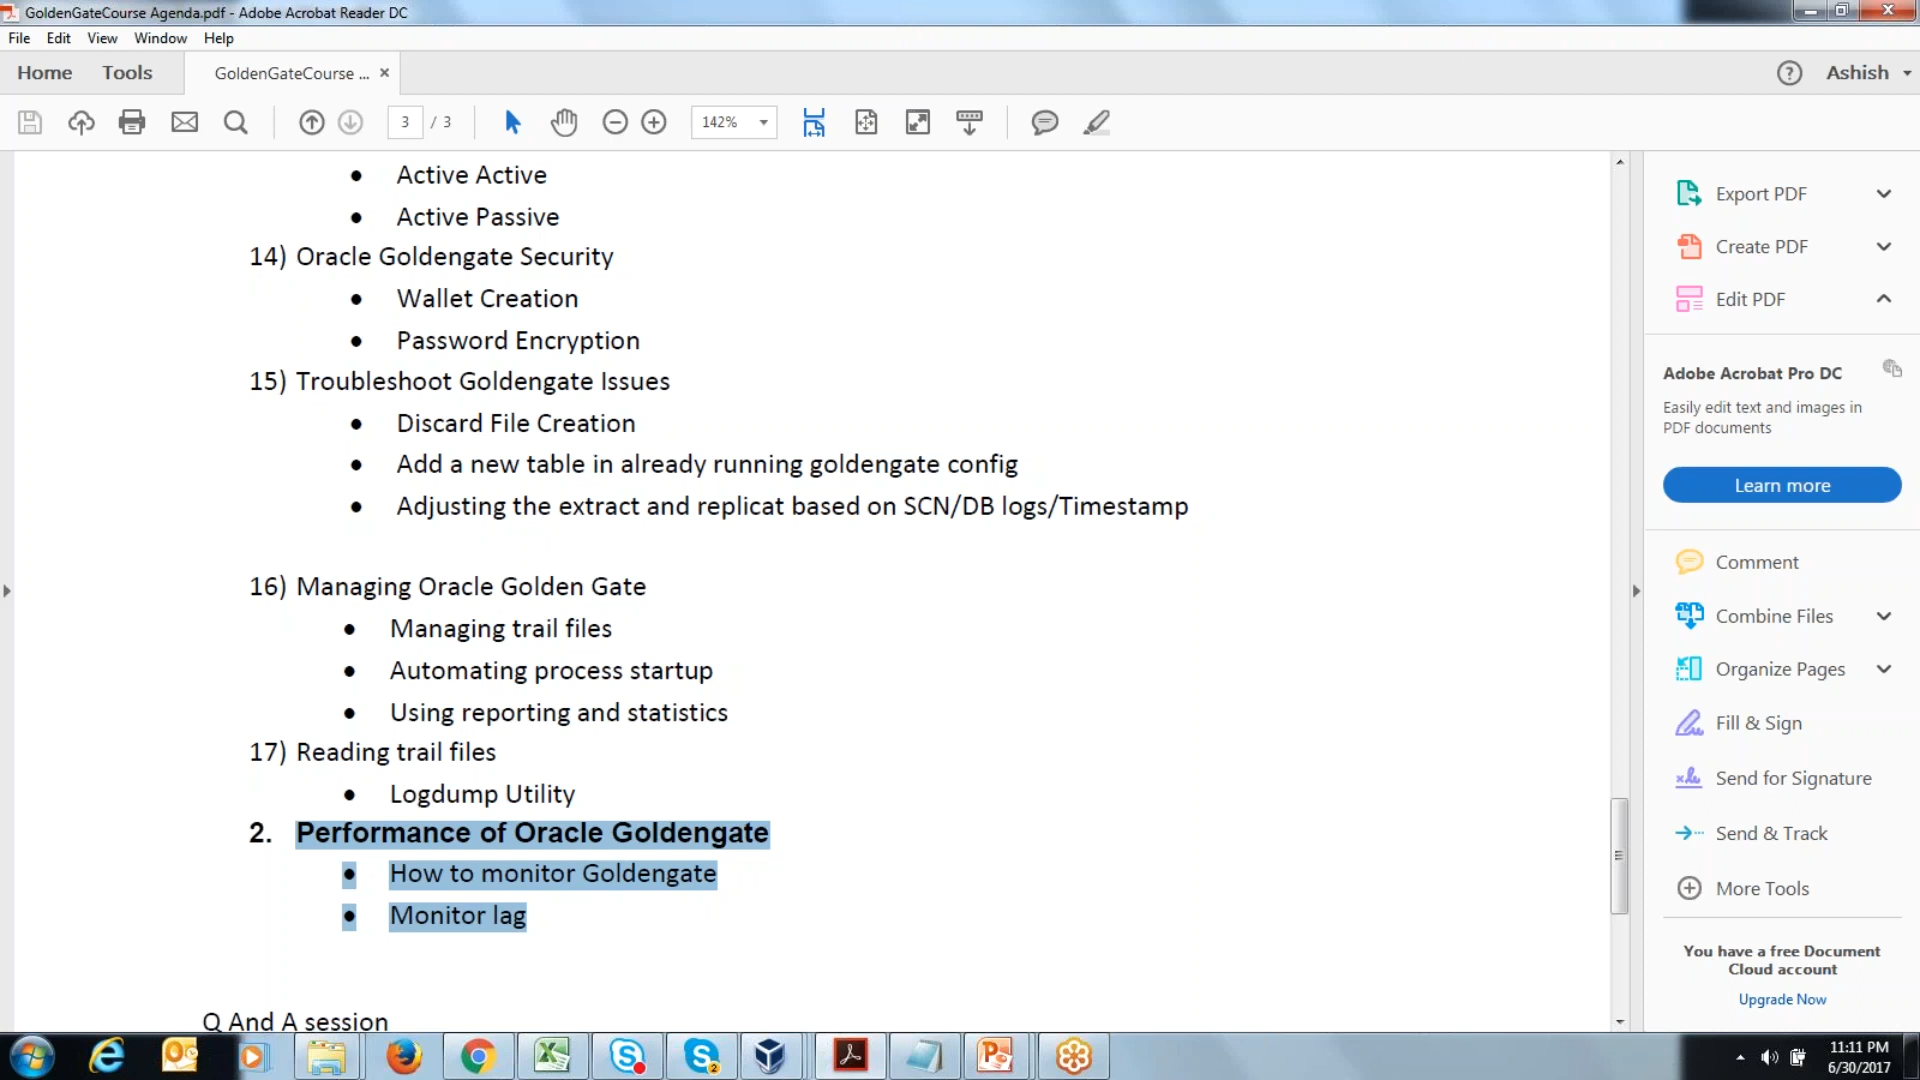 GoldenGateCourse Agenda.pdf - Adobe Acrobat Reader DC
File Edit View Window Help
Home Tools GoldenGateCourse ... × ? Ashish
3 / 3 142%
• Active Active
• Active Passive
14) Oracle Goldengate Security
• Wallet Creation
• Password Encryption
15) Troubleshoot Goldengate Issues
• Discard File Creation
• Add a new table in already running goldengate config
• Adjusting the extract and replicat based on SCN/DB logs/Timestamp
16) Managing Oracle Golden Gate
• Managing trail files
• Automating process startup
• Using reporting and statistics
17) Reading trail files
• Logdump Utility
2. Performance of Oracle Goldengate
• How to monitor Goldengate
• Monitor lag
Q And A session
Export PDF
Create PDF
Edit PDF
Adobe Acrobat Pro DC
Easily edit text and images in
PDF documents
Learn more
Comment
Combine Files
Organize Pages
Fill & Sign
Send for Signature
Send & Track
More Tools
You have a free Document
Cloud account
Upgrade Now
2
11:11 PM
6/30/2017